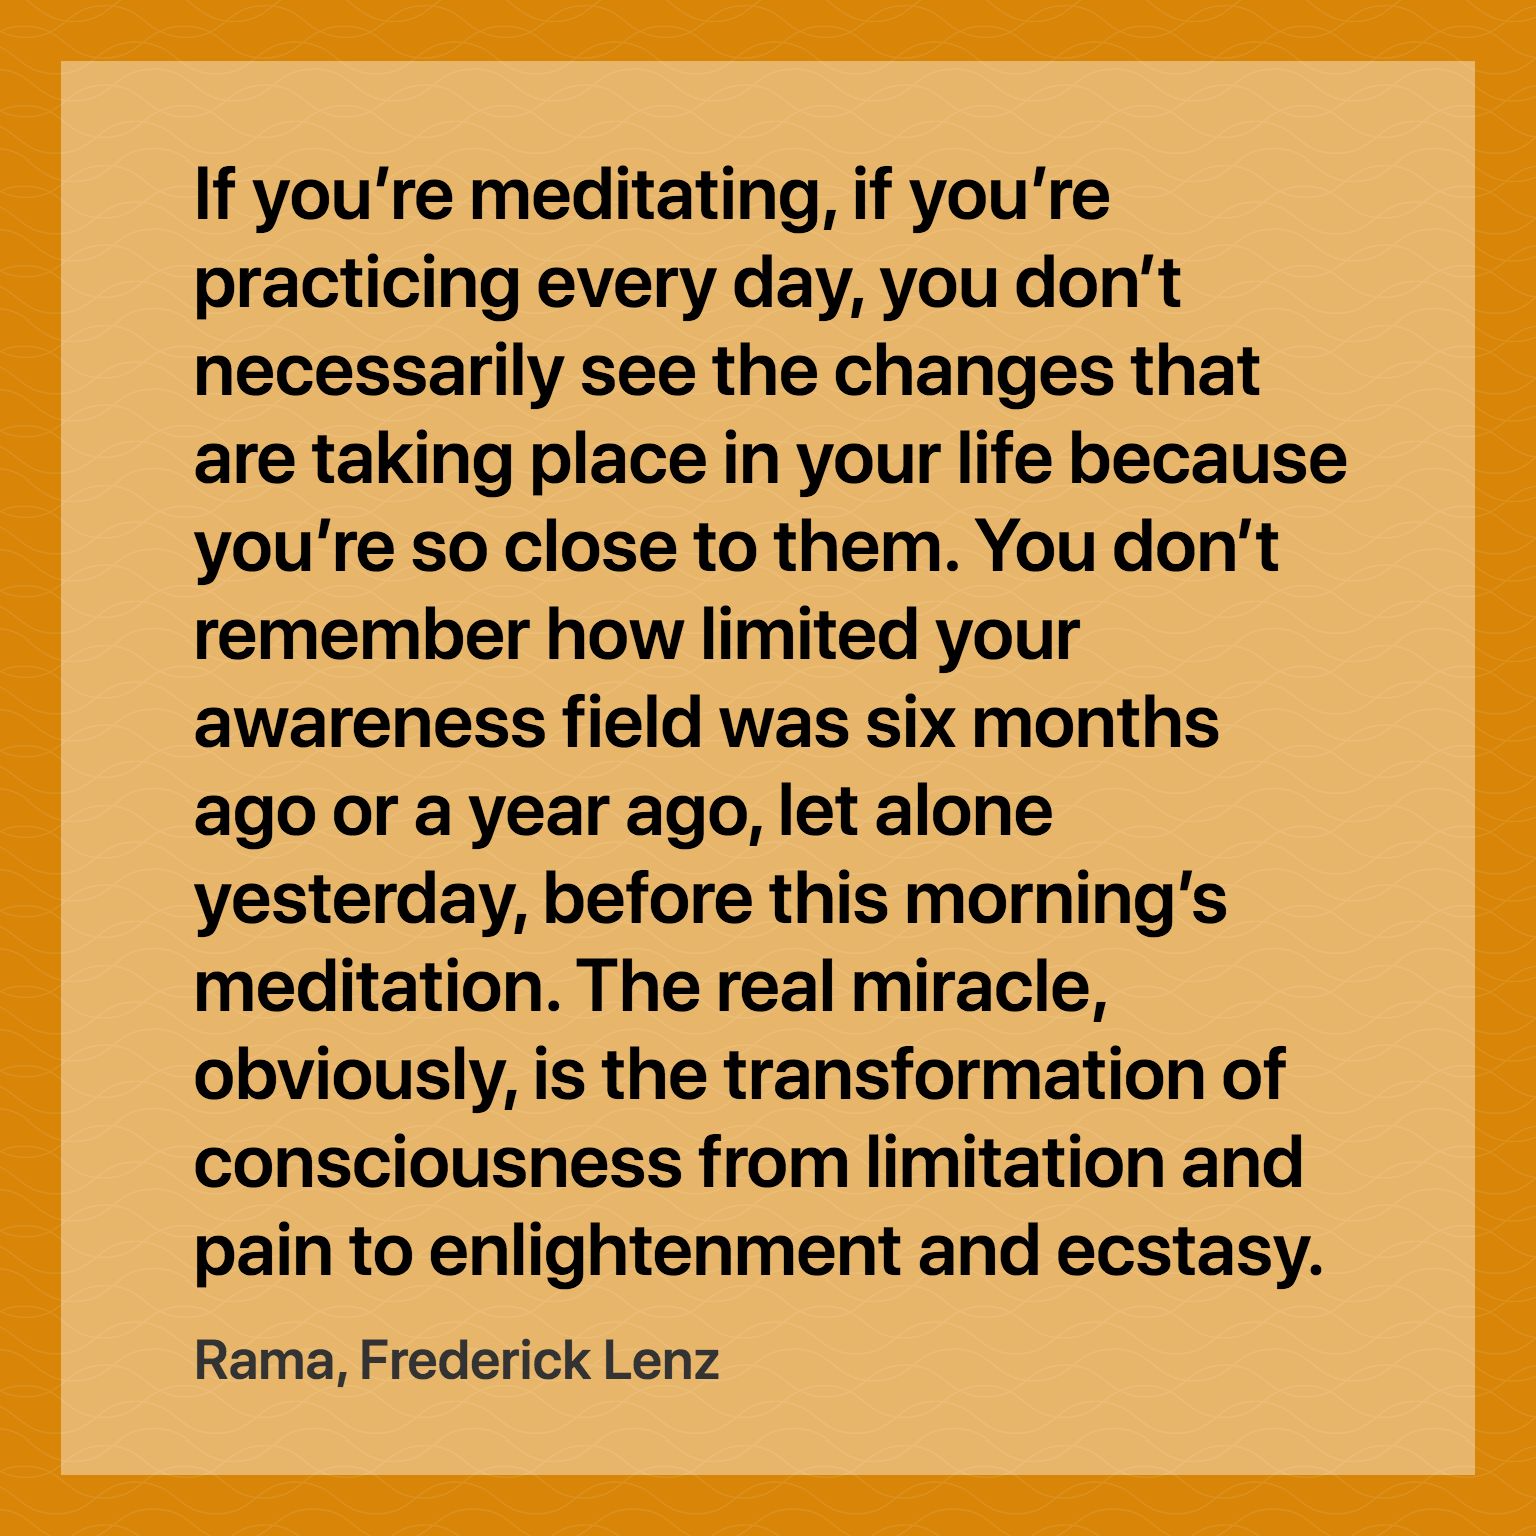 If you’re meditating, if you’re
practicing every day, you don’t
necessarily see the changes that
are taking place in your life because
you’re so close to them. You don’t
remember how limited your
awareness field was six months
ago or a year ago, let alone
yesterday, before this morning’s
meditation. The real miracle,
obviously, is the transformation of
consciousness from limitation and
pain to enlightenment and ecstasy.
Rama, Frederick Lenz